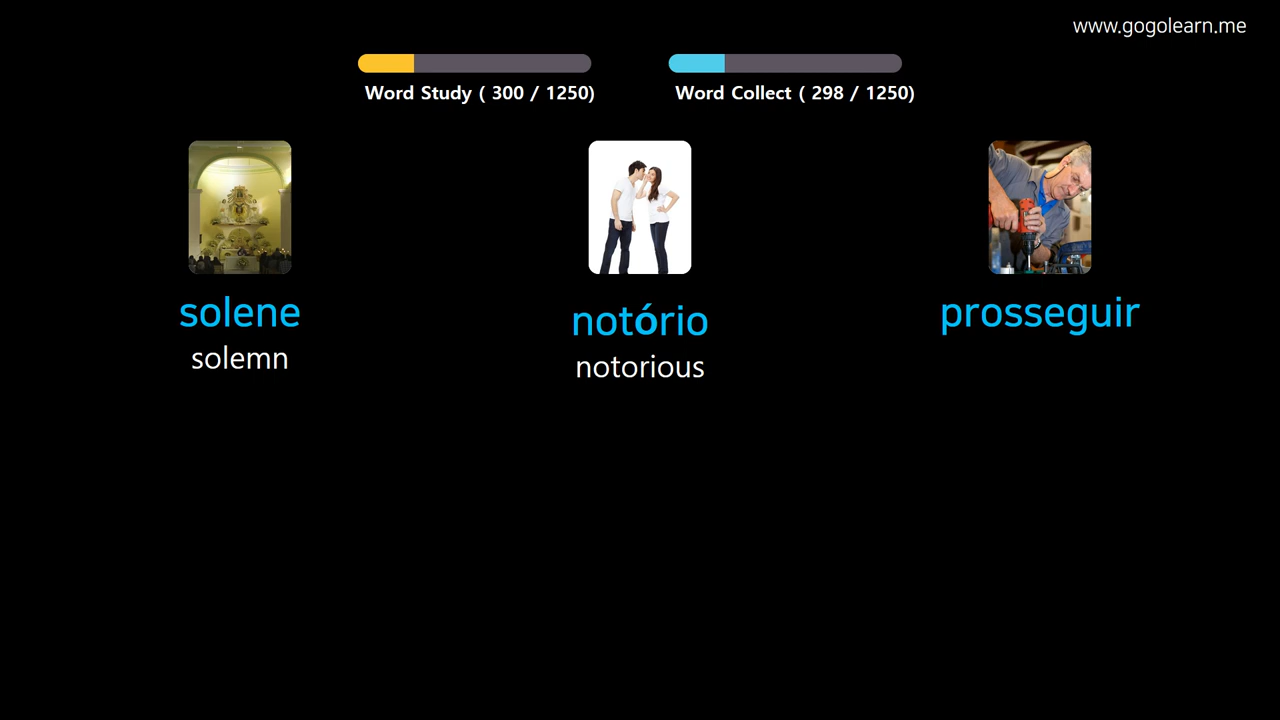 www.gogolearn.me
Word Study ( 300 / 1250)
Word Collect ( 298 / 1250)
solene
solemn
notório
notorious
prosseguir